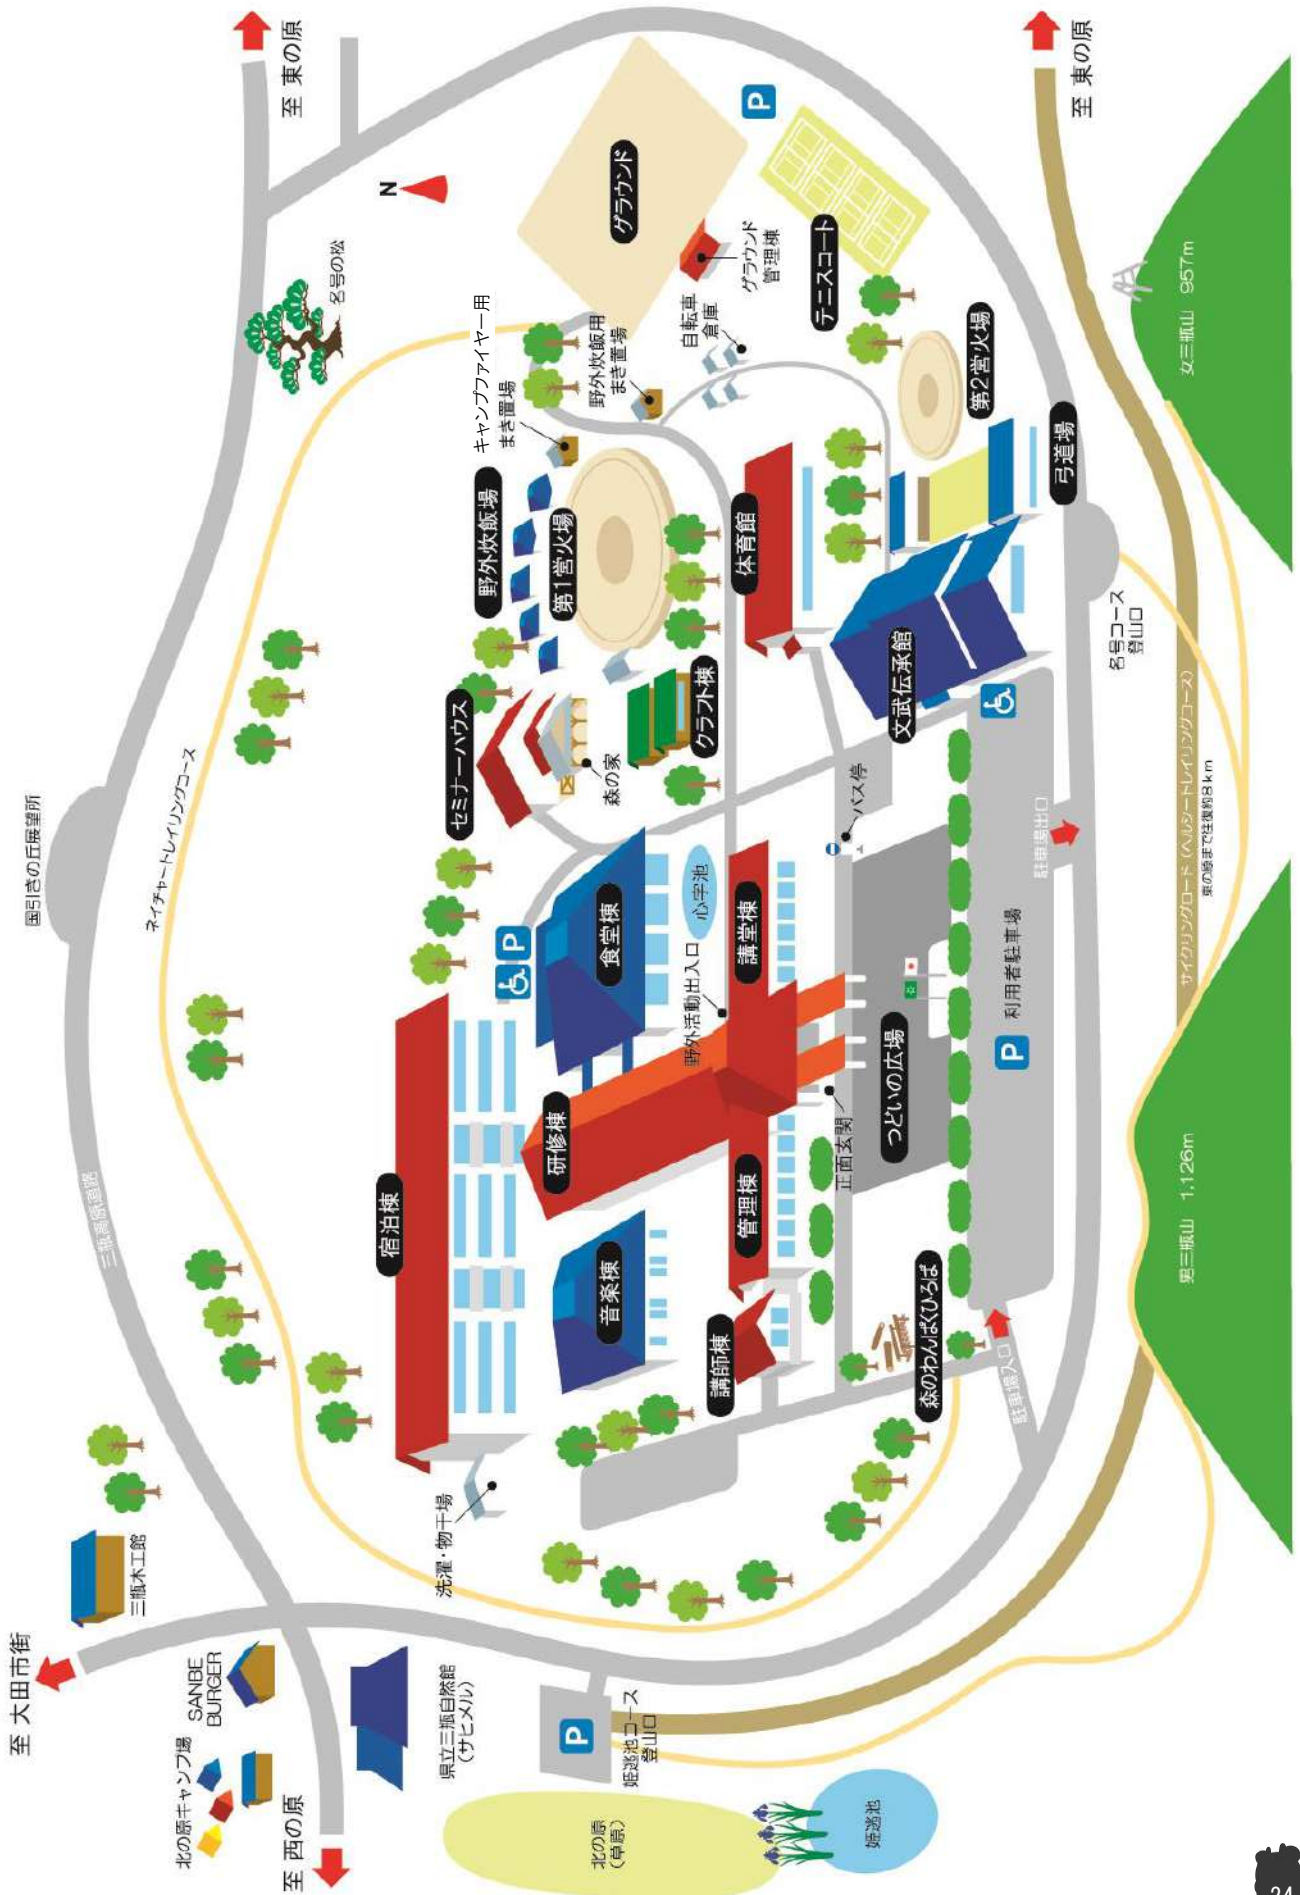 至 大田市街
三瓶木工館
SANBE
BURGER
北の原キャンプ場
至 西の原
県立三瓶自然館
（サヒメル）
北の原
（草原）
姫逃池
P
姫逃池コース
登山口
三瓶高原道路
国引きの丘展望所
ネイチャートレイリングコース
名号の松
至 東の原
N
洗濯・物干場
宿泊棟
P
研修棟
食堂棟
音楽棟
セミナーハウス
森の家
クラフト棟
野外炊飯場
第1営火場
キャンプファイヤー用
まき置場
野外炊飯用
まき置場
グラウンド
P
グラウンド
管理棟
自転車
倉庫
テニスコート
講師棟
管理棟
野外活動出入口
心字池
講堂棟
体育館
正面玄関
バス停
文武伝承館
第2営火場
弓道場
つどいの広場
森のわんぱくひろば
P
利用者駐車場
駐車場入口
駐車場出口
名号コース
登山口
サイクリングロード（ヘルシートレイリングコース）
東の原まで往復約8km
至 東の原
男三瓶山 1,126m
女三瓶山 957m
24